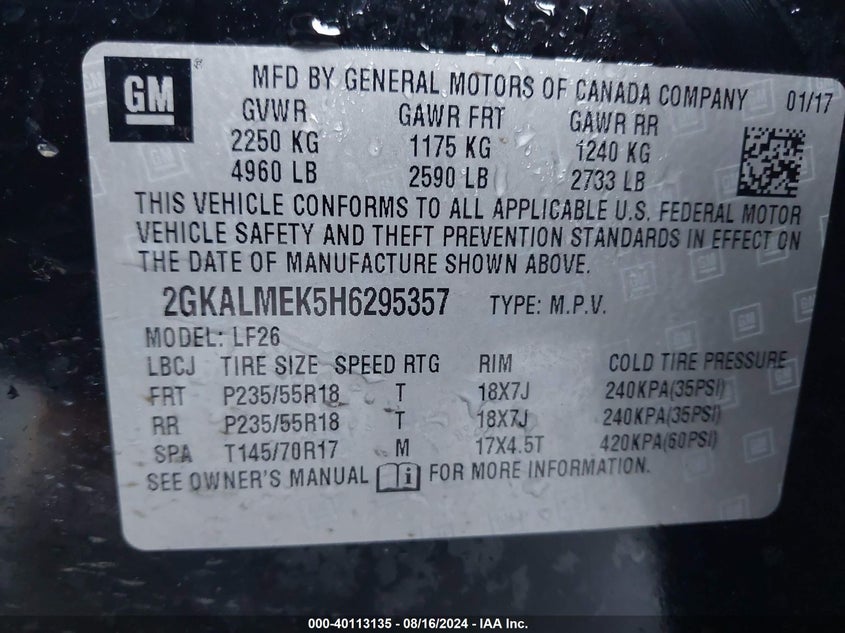 GM®
MFD BY GENERAL MOTORS OF CANADA COMPANY 01/17
GVWR GAWR FRT GAWR RR
2250 KG 1175 KG 1240 KG
4960 LB 2590 LB 2733 LB
THIS VEHICLE CONFORMS TO ALL APPLICABLE U.S. FEDERAL MOTOR
VEHICLE SAFETY AND THEFT PREVENTION STANDARDS IN EFFECT ON
THE DATE OF MANUFACTURE SHOWN ABOVE.
2GKALMEK5H6295357 TYPE: M.P.V.
MODEL: LF26
LBCJ TIRE SIZE SPEED RTG RIM COLD TIRE PRESSURE
FRT P235/55R18 T 18X7J 240KPA(35PSI)
RR P235/55R18 T 18X7J 240KPA(35PSI)
SPA T145/70R17 M 17X4.5T 420KPA(60PSI)
SEE OWNER'S MANUAL i FOR MORE INFORMATION.
000-40113135 - 08/16/2024 - IAA Inc.